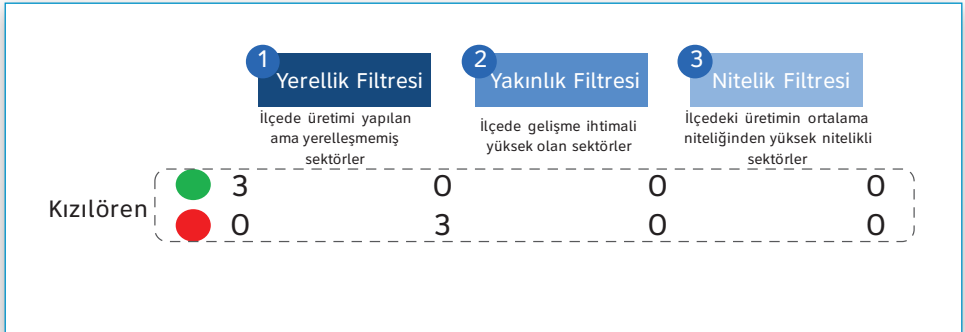 1
Yerellik Filtresi
İlçede üretimi yapılan
ama yerelleşmemiş
sektörler
2
Yakınlık Filtresi
İlçede gelişme ihtimali
yüksek olan sektörler
3
Nitelik Filtresi
İlçedeki üretimin ortalama
niteliğinden yüksek nitelikli
sektörler
Kızılören
3 0 0 0
0 3 0 0